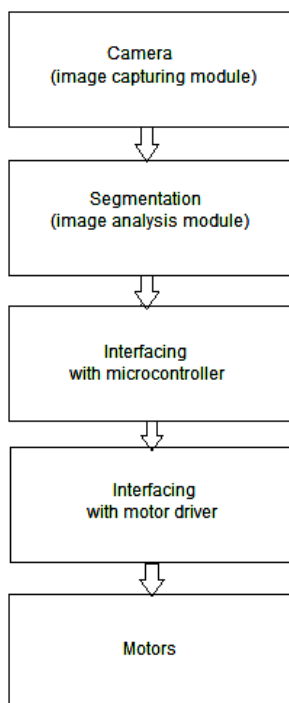 Camera
(image capturing module)
Segmentation
(image analysis module)
Interfacing
with microcontroller
Interfacing
with motor driver
Motors